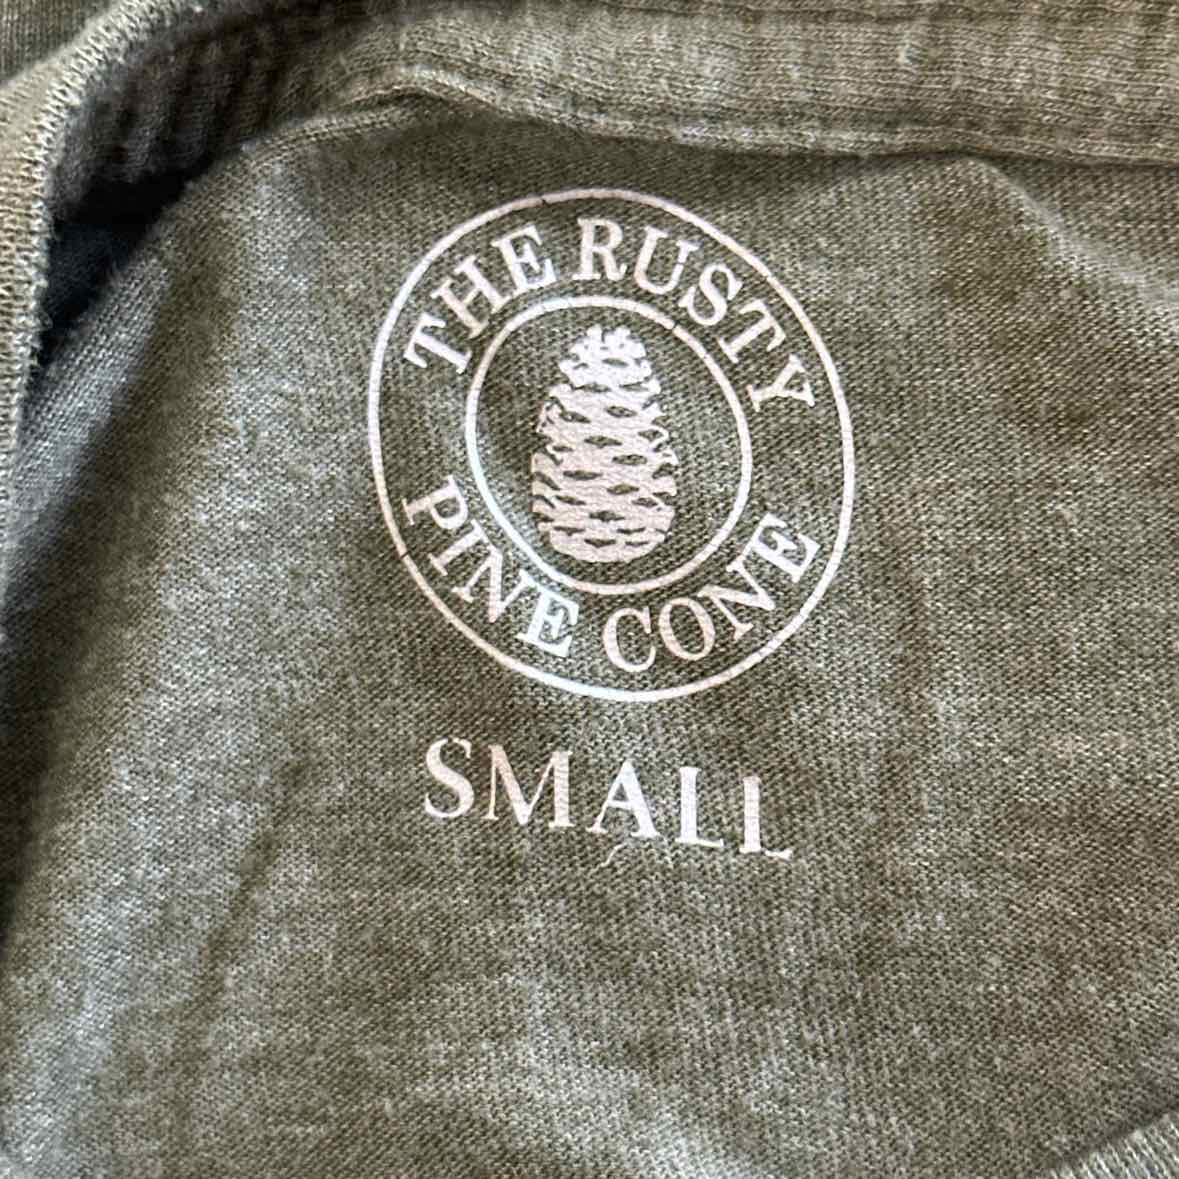 THE RUSTY
PINE CONE
SMALL